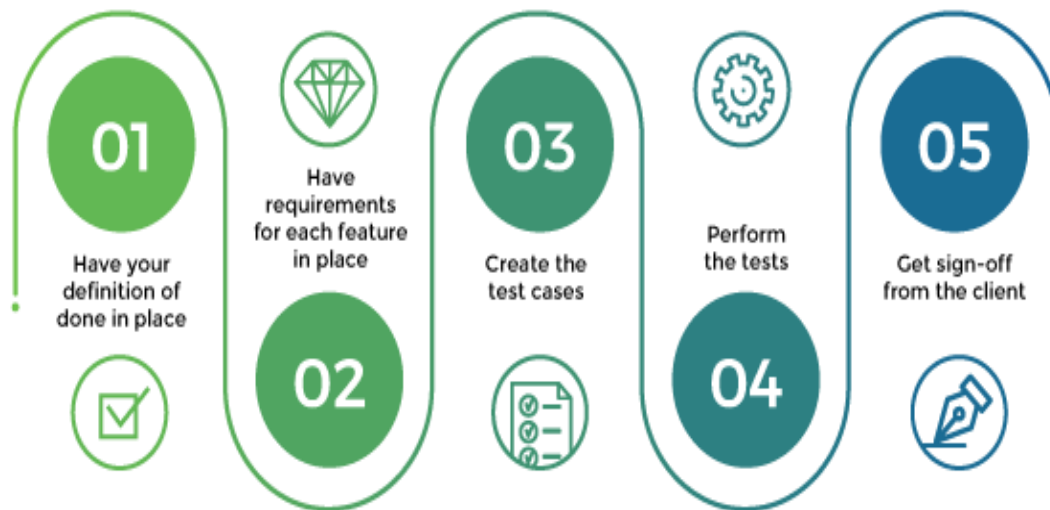 01
Have your
definition of
done in place
Have
requirements
for each feature
in place
02
03
Create the
test cases
Perform
the tests
04
05
Get sign-off
from the client